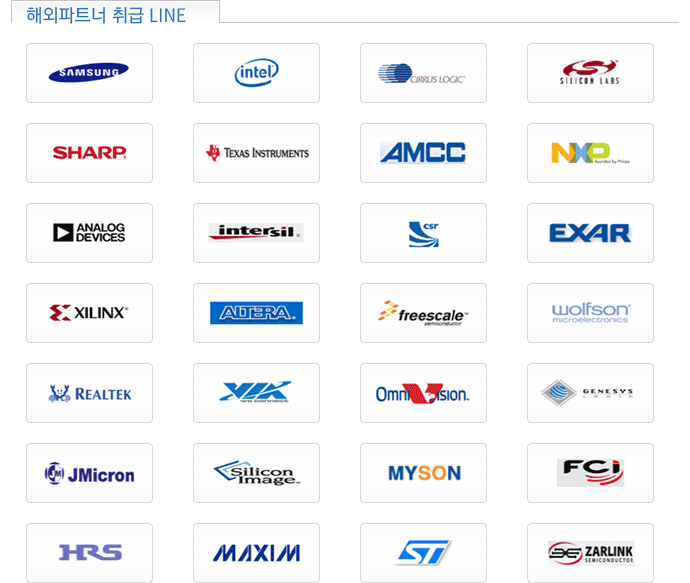 해외파트너 취급 LINE
SAMSUNG
intel
CIRRUS LOGIC
SILICON LABS
SHARP
TEXAS INSTRUMENTS
AMCC
NXP
founded by Philips
ANALOG
DEVICES
intersil
csr
EXAR
XILINX
ALTERA
freescale
semiconductor
wolfson
microelectronics
REALTEK
VIA
we connect
OmniVision
GENESYS
LOGIC
JM
JMicron
Silicon
Image
MYSON
FCi
HRS
MAXIM
ST
ZARLINK
SEMICONDUCTOR